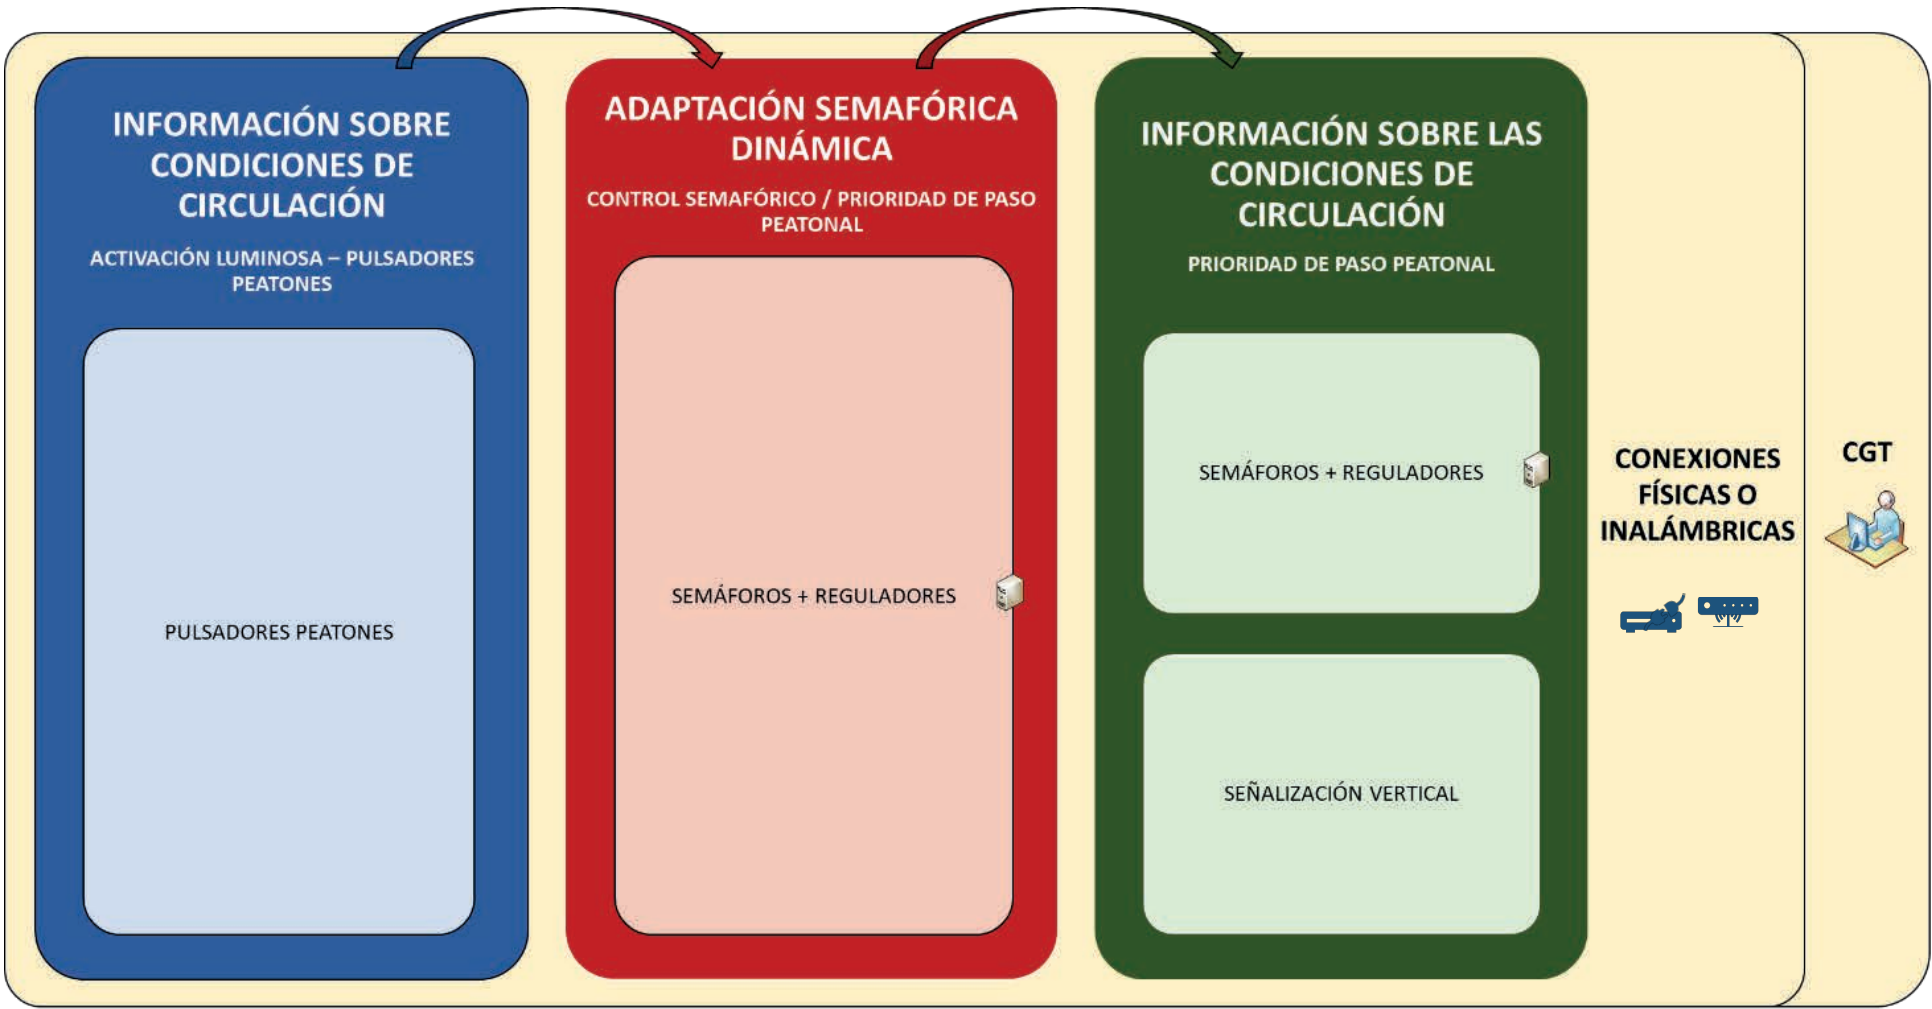 INFORMACIÓN SOBRE
CONDICIONES DE
CIRCULACIÓN
ACTIVACIÓN LUMINOSA – PULSADORES
PEATONES
PULSADORES PEATONES
ADAPTACIÓN SEMAFÓRICA
DINÁMICA
CONTROL SEMAFÓRICO / PRIORIDAD DE PASO
PEATONAL
SEMÁFOROS + REGULADORES
INFORMACIÓN SOBRE LAS
CONDICIONES DE
CIRCULACIÓN
PRIORIDAD DE PASO PEATONAL
SEMÁFOROS + REGULADORES
SEÑALIZACIÓN VERTICAL
CONEXIONES
FÍSICAS O
INALÁMBRICAS
CGT